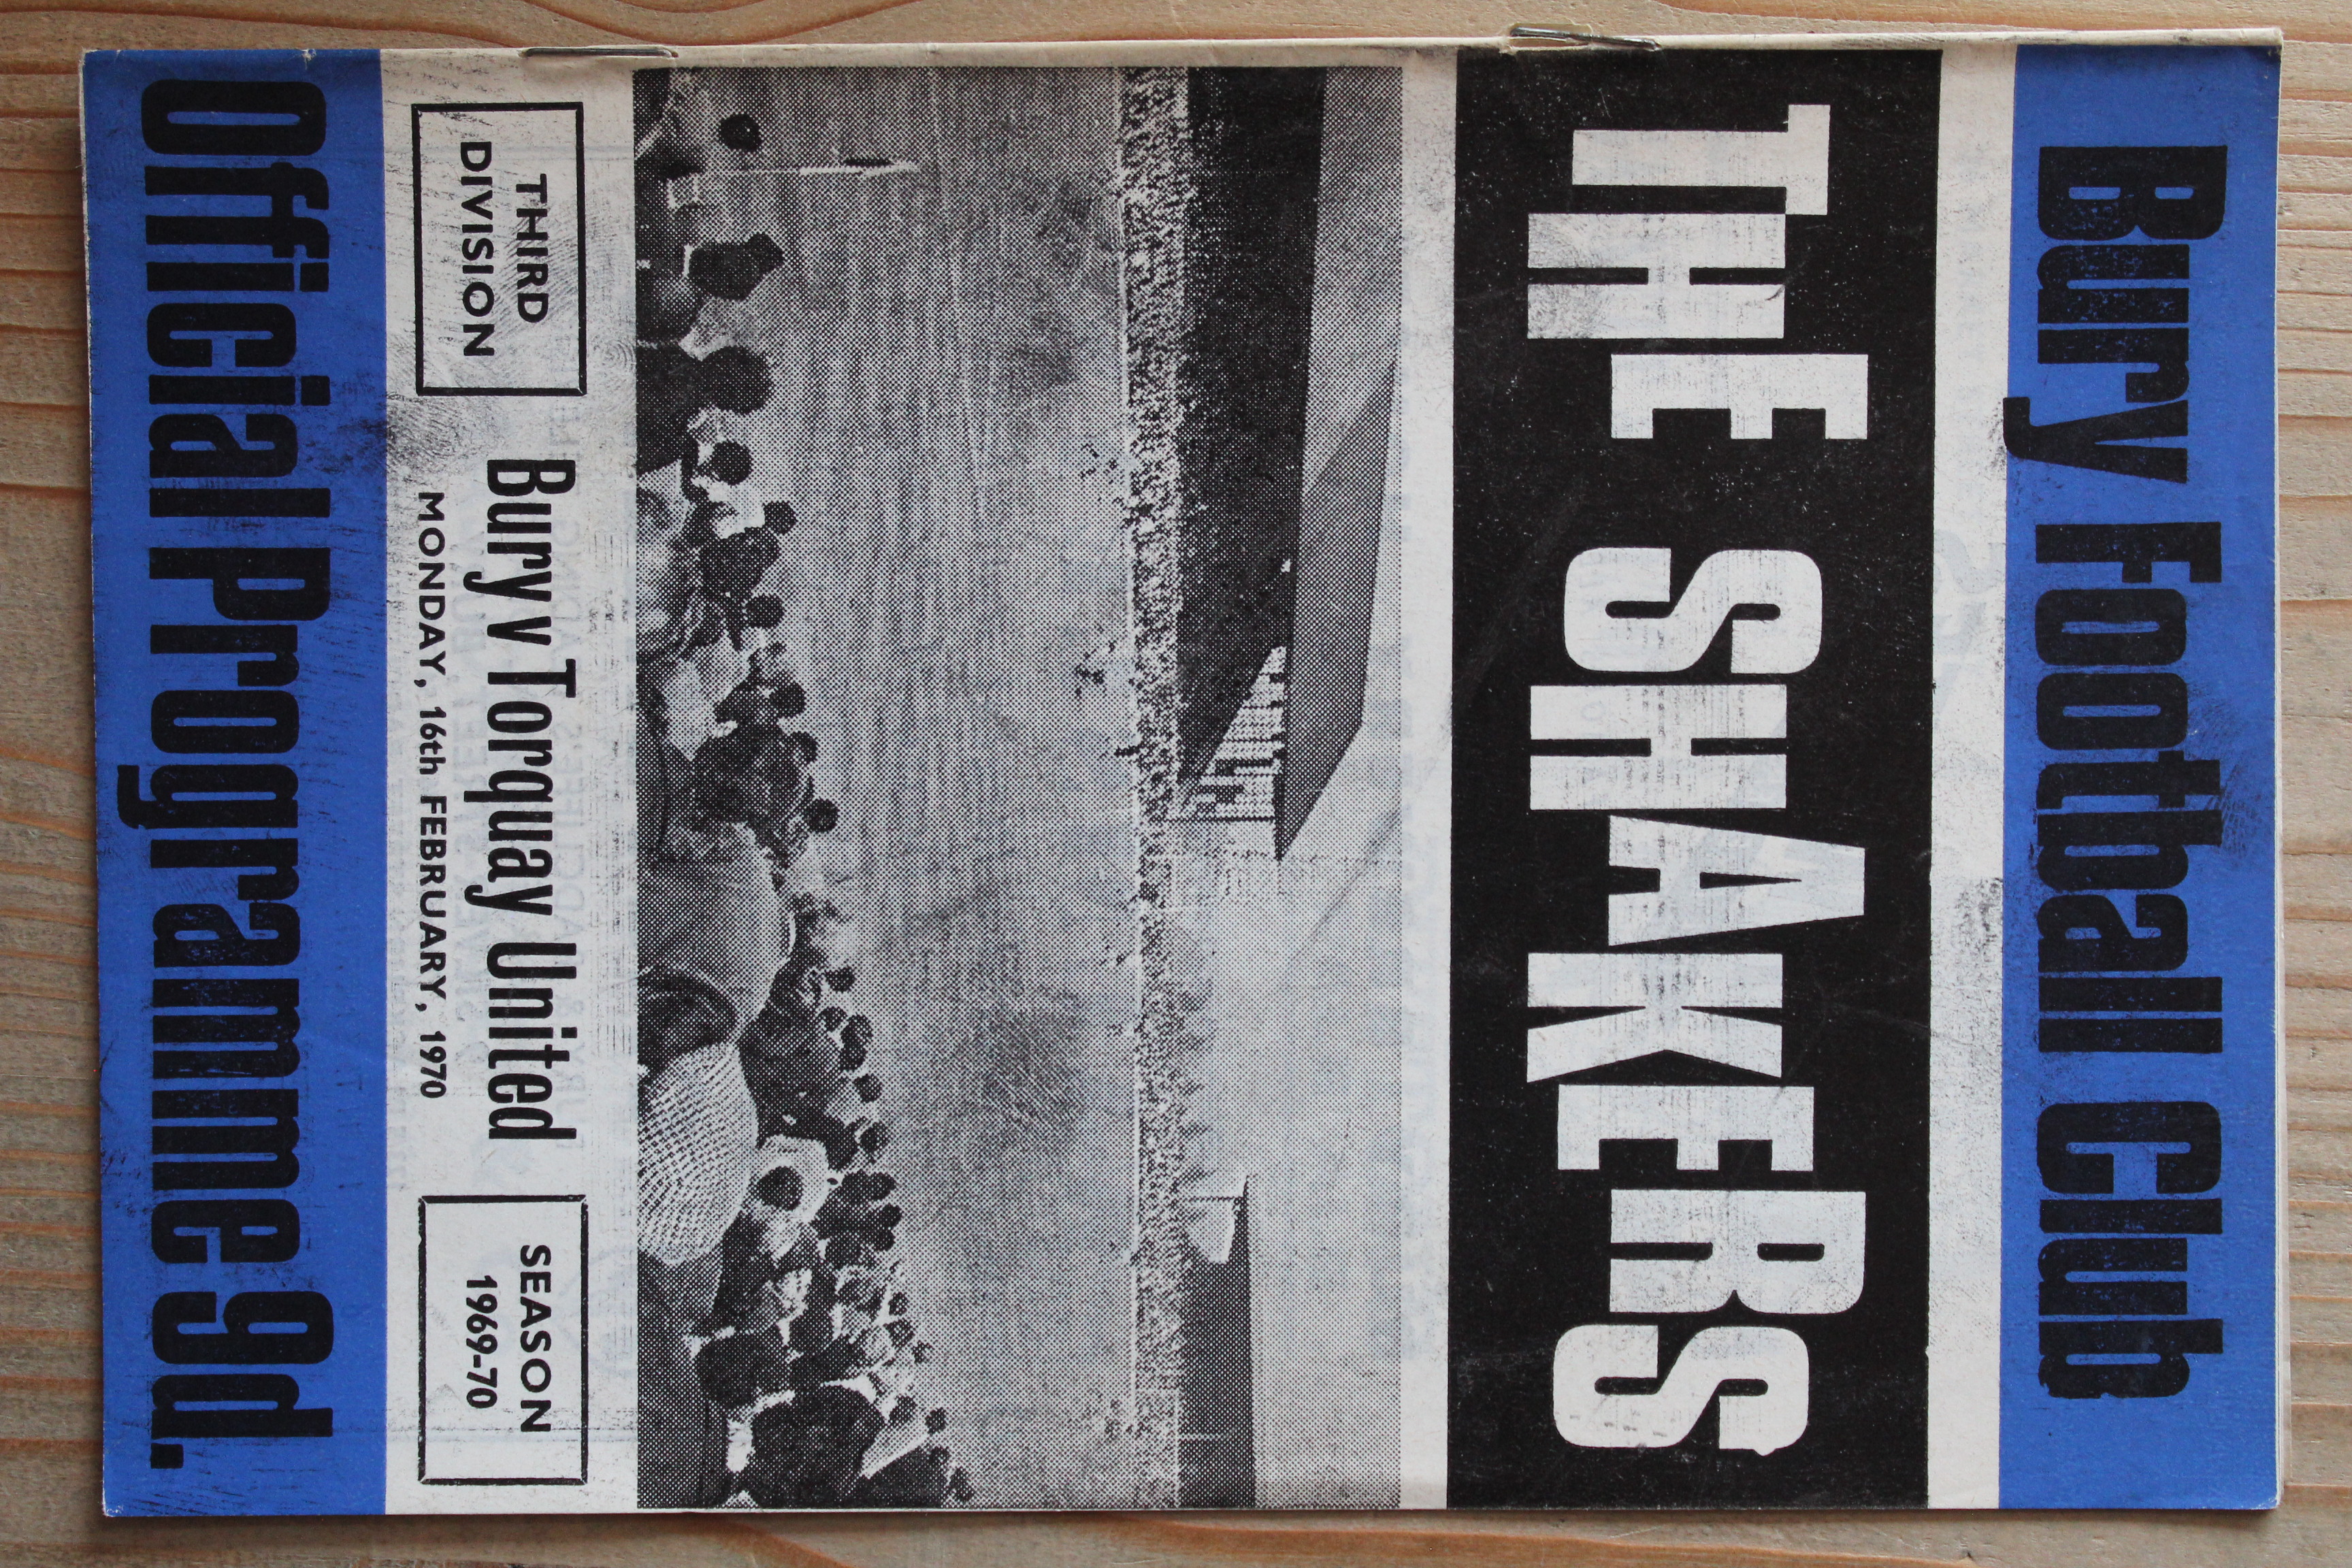 Bury Football Club
THE SHAKERS
THIRD
DIVISION
Bury v Torquay United
MONDAY, 16th FEBRUARY, 1970
SEASON
1969-70
Official Programme 9d.